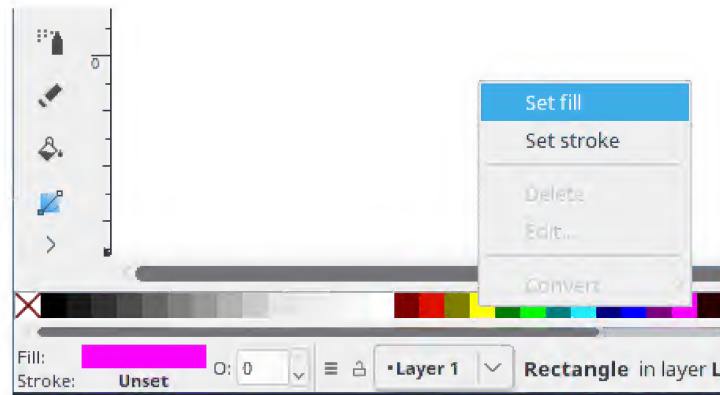 0
Set fill
Set stroke
Delete
Edit...
Convert
Fill:
Stroke: Unset
O: 0
•Layer 1
Rectangle in layer L